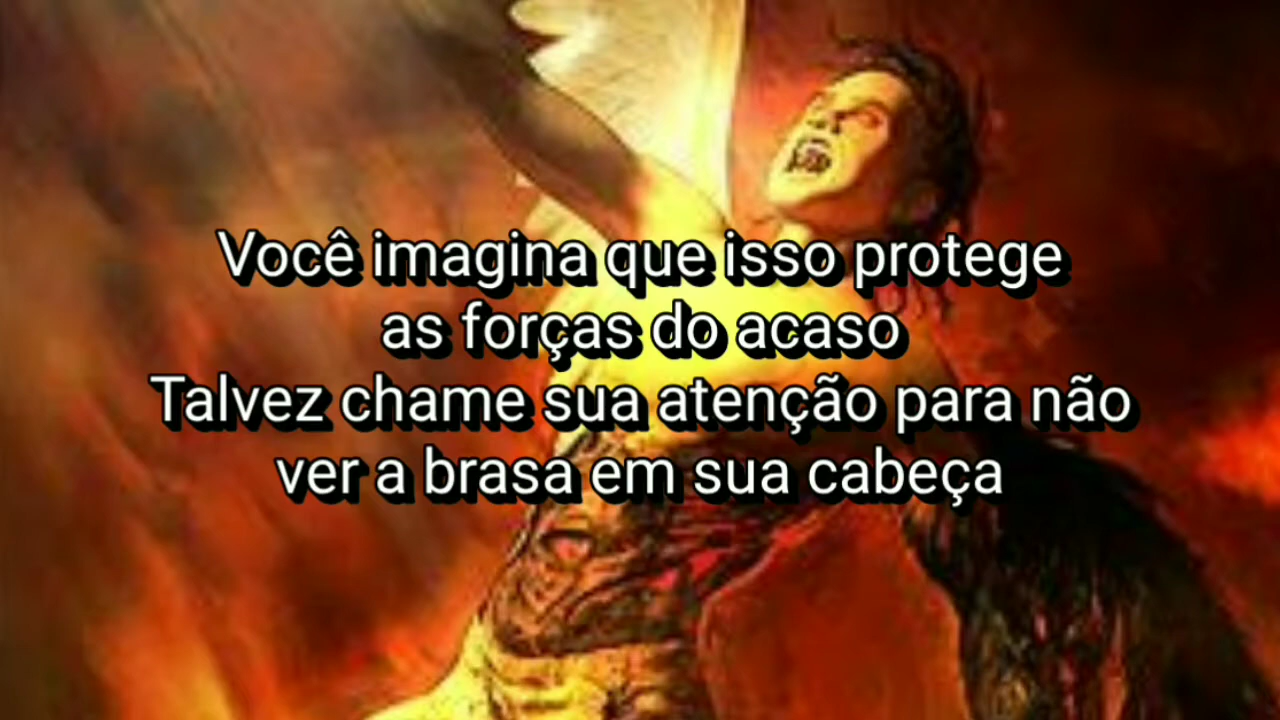 Você imagina que isso protege
as forças do acaso
Talvez chame sua atenção para não
ver a brasa em sua cabeça